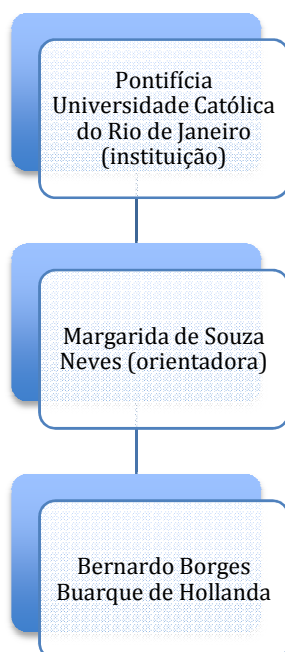 Pontifícia
Universidade Católica
do Rio de Janeiro
(instituição)
Margarida de Souza
Neves (orientadora)
Bernardo Borges
Buarque de Hollanda